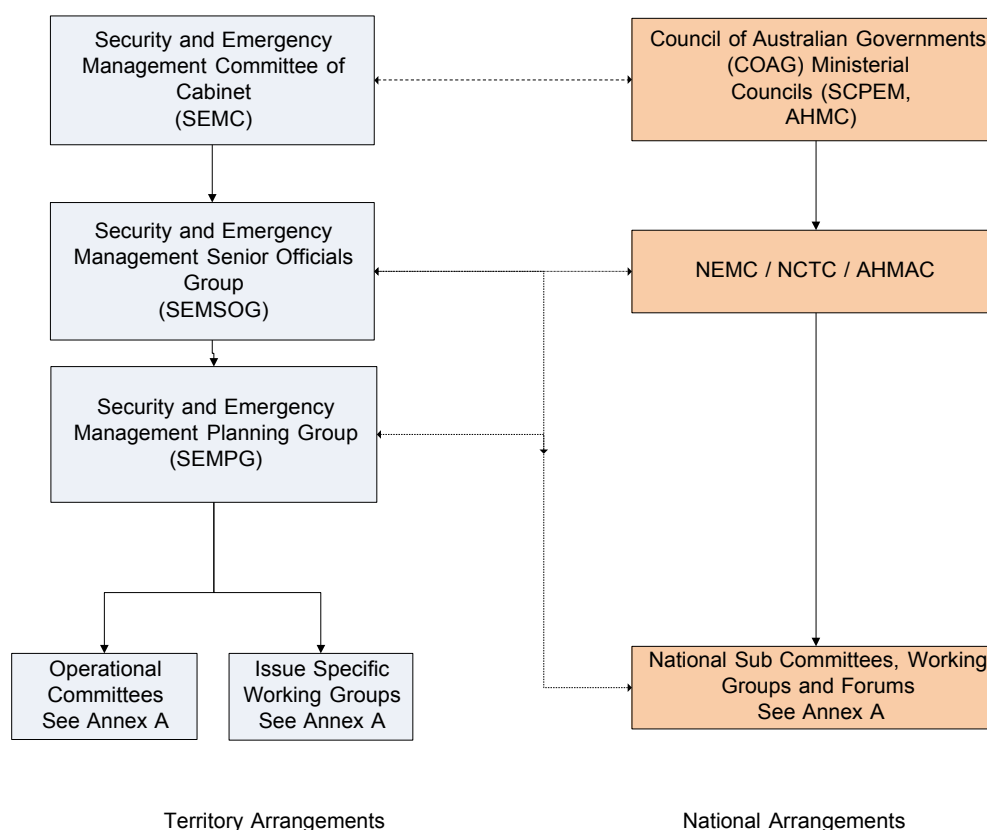 Security and Emergency
Management Committee of
Cabinet
(SEMC)
Council of Australian Governments
(COAG) Ministerial
Councils (SCPEM,
AHMC)
Security and Emergency
Management Senior Officials
Group
(SEMSOG)
NEMC / NCTC / AHMAC
Security and Emergency
Management Planning Group
(SEMPG)
Operational
Committees
See Annex A
Issue Specific
Working Groups
See Annex A
National Sub Committees, Working
Groups and Forums
See Annex A
Territory Arrangements
National Arrangements